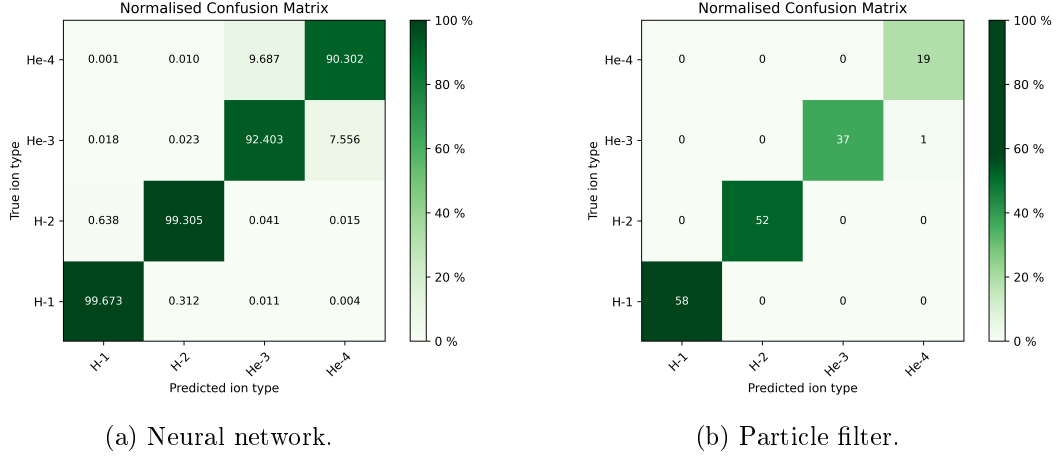 Normalised Confusion Matrix
True ion type
He-4
He-3
H-2
H-1
0.001 0.010 9.687 90.302
0.018 0.023 92.403 7.556
0.638 99.305 0.041 0.015
99.673 0.312 0.011 0.004
H-1 H-2 He-3 He-4
Predicted ion type
100 %
80 %
60 %
40 %
20 %
0 %
(a) Neural network.
Normalised Confusion Matrix
True ion type
He-4
He-3
H-2
H-1
0 0 0 19
0 0 37 1
0 52 0 0
58 0 0 0
H-1 H-2 He-3 He-4
Predicted ion type
100 %
80 %
60 %
40 %
20 %
0 %
(b) Particle filter.